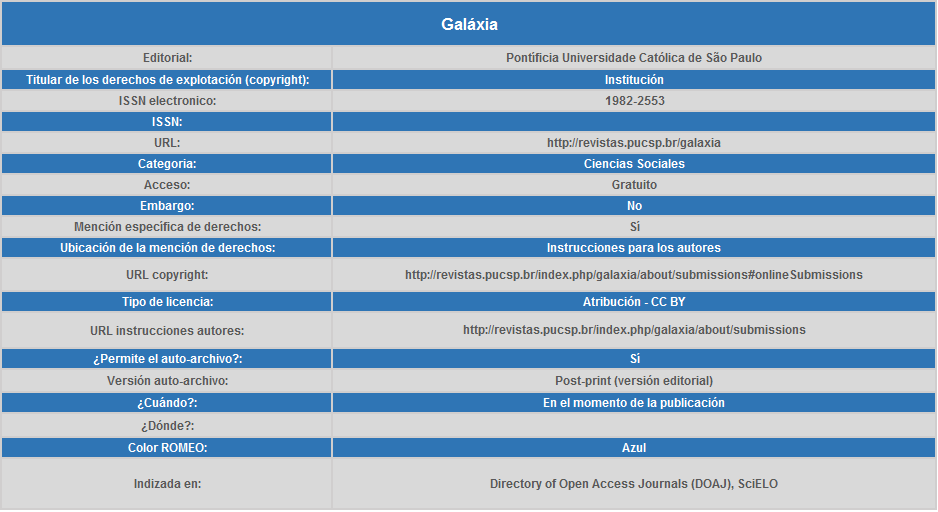 Galáxia
Editorial: Pontíficia Universidade Católica de São Paulo
Titular de los derechos de explotación (copyright): Institución
ISSN electronico: 1982-2553
ISSN:
URL: http://revistas.pucsp.br/galaxia
Categoria: Ciencias Sociales
Acceso: Gratuito
Embargo: No
Mención específica de derechos: Sí
Ubicación de la mención de derechos: Instrucciones para los autores
URL copyright: http://revistas.pucsp.br/index.php/galaxia/about/submissions#onlineSubmissions
Tipo de licencia: Atribución - CC BY
URL instrucciones autores: http://revistas.pucsp.br/index.php/galaxia/about/submissions
¿Permite el auto-archivo?: Sí
Versión auto-archivo: Post-print (versión editorial)
¿Cuándo?: En el momento de la publicación
¿Dónde?:
Color ROMEO: Azul
Indizada en: Directory of Open Access Journals (DOAJ), SciELO